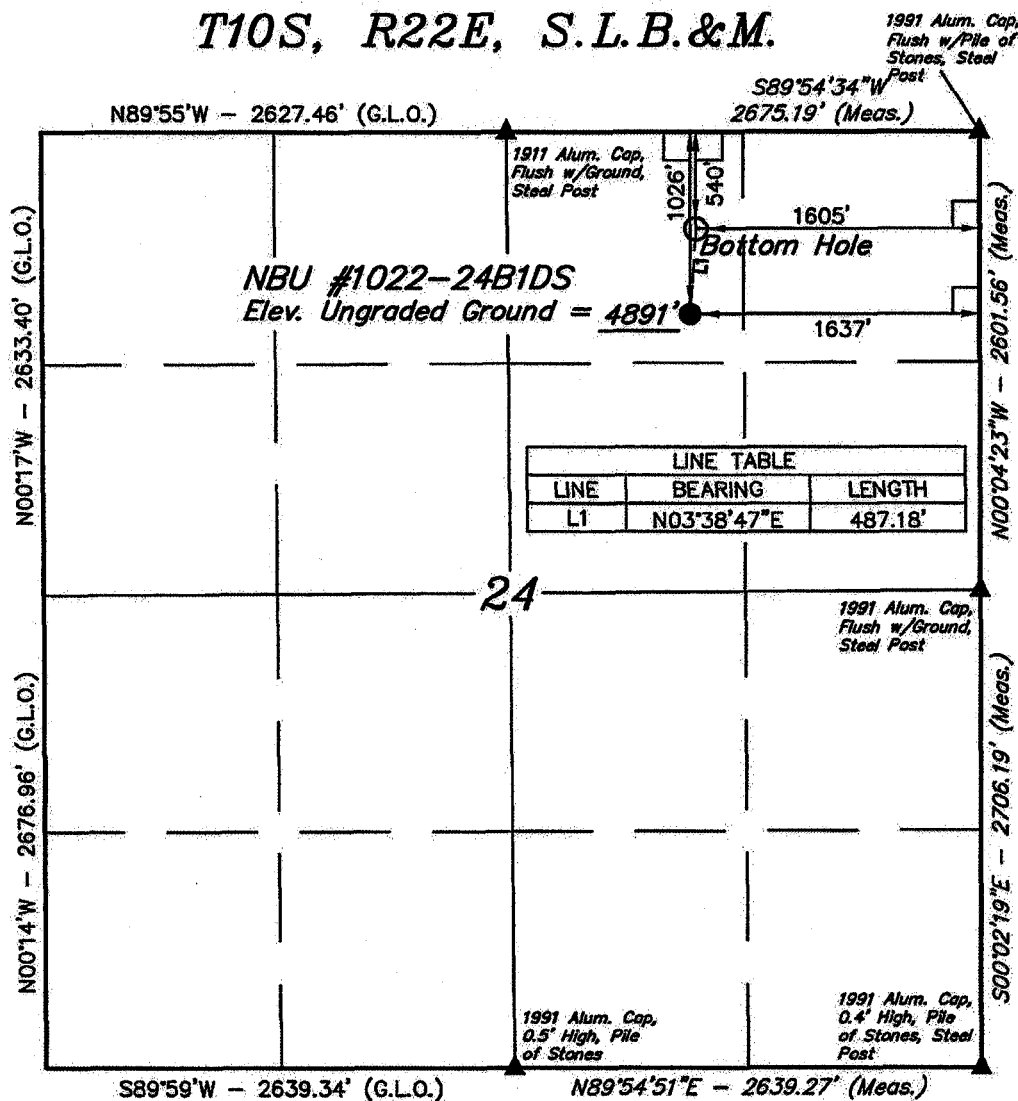 T10S, R22E, S.L.B.&M.
1991 Alum. Cap,
Flush w/Pile of
Stones, Steel
Post
N89°55'W - 2627.46' (G.L.O.)
S89°54'34"W
2675.19' (Meas.)
1911 Alum. Cap,
Flush w/Ground,
Steel Post
1026'
540'
1605'
Bottom Hole
L1
NBU #1022-24B1DS
Elev. Ungraded Ground = 4891'
1637'
N00°17'W - 2633.40' (G.L.O.)
N00°04'23"W - 2601.56' (Meas.)
LINE TABLE
LINE BEARING LENGTH
L1 N03°38'47"E 487.18'
24
1991 Alum. Cap,
Flush w/Ground,
Steel Post
N00°14'W - 2676.96' (G.L.O.)
S00°02'19"E - 2706.19' (Meas.)
1991 Alum. Cap,
0.5' High, Pile
of Stones
1991 Alum. Cap,
0.4' High, Pile
of Stones, Steel
Post
S89°59'W - 2639.34' (G.L.O.)
N89°54'51"E - 2639.27' (Meas.)